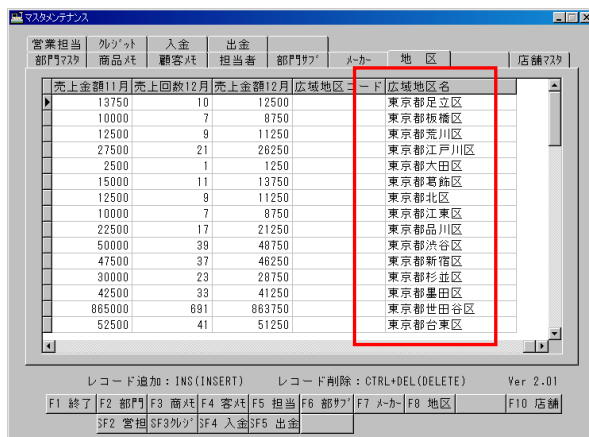 マスタメンテナンス
営業担当 クレジット 入金 出金
部門マスタ 商品メモ 顧客メモ 担当者 部門サブ メーカー 地 区 店舗マスタ
売上金額11月 売上回数12月 売上金額12月 広域地区コード 広域地区名
13750 10 12500 東京都足立区
10000 7 8750 東京都板橋区
12500 9 11250 東京都荒川区
27500 21 26250 東京都江戸川区
2500 1 1250 東京都大田区
15000 11 13750 東京都葛飾区
12500 9 11250 東京都北区
10000 7 8750 東京都江東区
22500 17 21250 東京都品川区
50000 39 48750 東京都渋谷区
47500 37 46250 東京都新宿区
30000 23 28750 東京都杉並区
42500 33 41250 東京都墨田区
865000 691 863750 東京都世田谷区
52500 41 51250 東京都台東区
レコード追加：INS(INSERT) レコード削除：CTRL+DEL(DELETE) Ver 2.01
F1 終了 F2 部門 F3 商メモ F4 客メモ F5 担当 F6 部サブ F7 メーカー F8 地区 F10 店舗
SF2 営担 SF3クレジ SF4 入金 SF5 出金